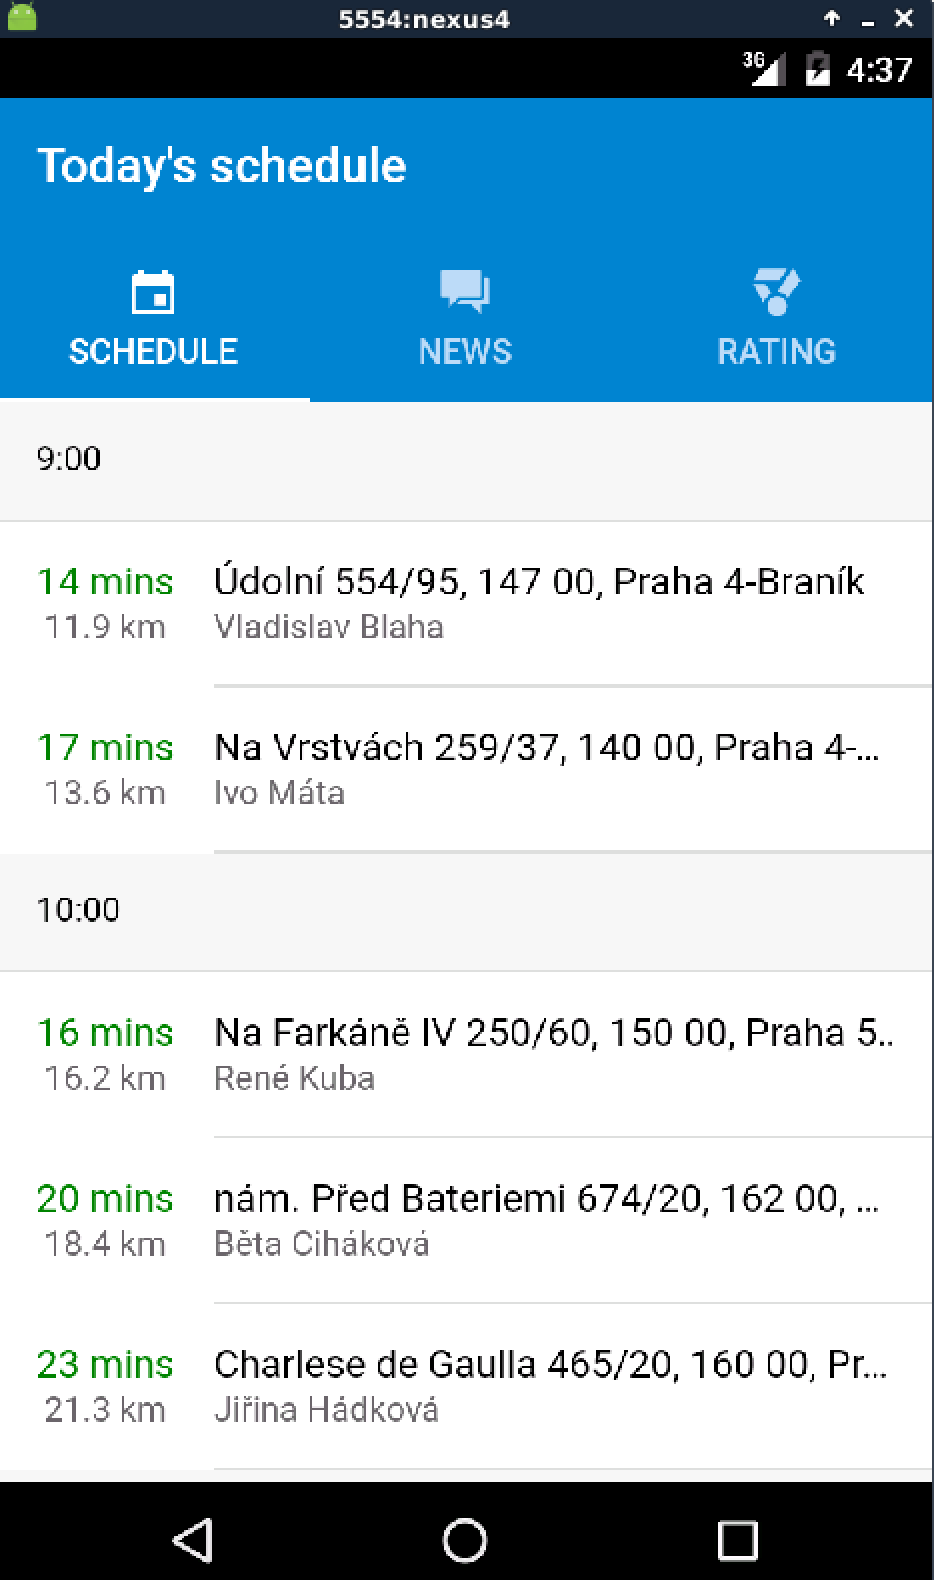 5554:nexus4
3G 4:37
Today's schedule
SCHEDULE NEWS RATING
9:00
14 mins Údolní 554/95, 147 00, Praha 4-Braník
11.9 km Vladislav Blaha
17 mins Na Vrstvách 259/37, 140 00, Praha 4-...
13.6 km Ivo Máta
10:00
16 mins Na Farkáně IV 250/60, 150 00, Praha 5..
16.2 km René Kuba
20 mins nám. Před Bateriemi 674/20, 162 00, ...
18.4 km Běta Ciháková
23 mins Charlese de Gaulla 465/20, 160 00, Pr...
21.3 km Jiřina Hádková